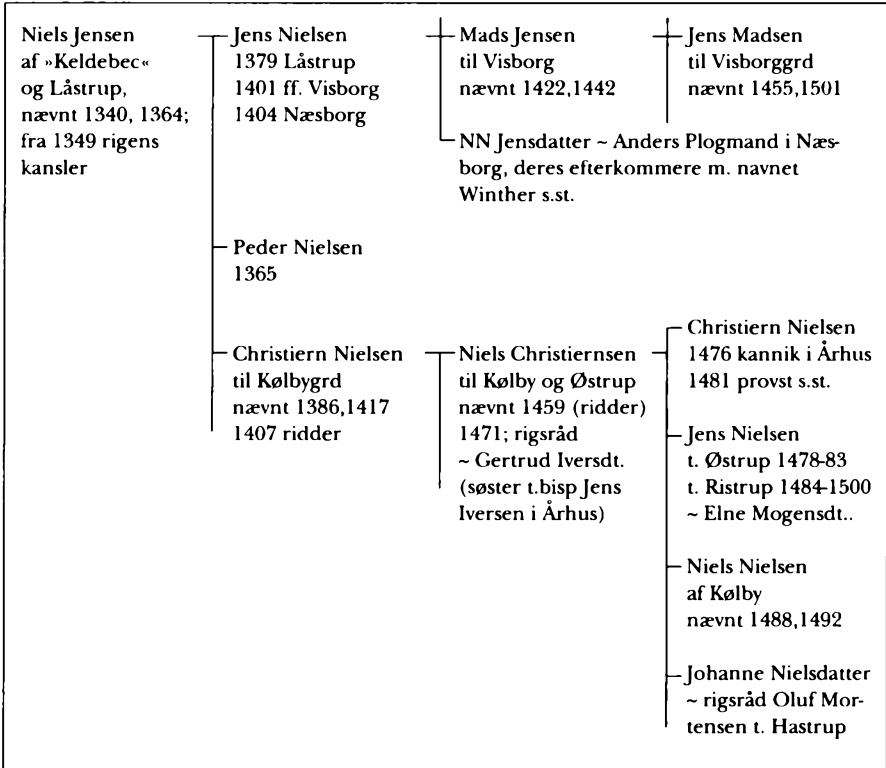 Niels Jensen
af »Keldebec«
og Låstrup,
nævnt 1340, 1364;
fra 1349 rigens
kansler
Jens Nielsen
1379 Låstrup
1401 ff. Visborg
1404 Næsborg
Mads Jensen
til Visborg
nævnt 1422,1442
Jens Madsen
til Visborggrd
nævnt 1455,1501
NN Jensdatter ~ Anders Plogmand i Næs-
borg, deres efterkommere m. navnet
Winther s.st.
Peder Nielsen
1365
Christiern Nielsen
til Kølbygrd
nævnt 1386,1417
1407 ridder
Niels Christiernsen
til Kølby og Østrup
nævnt 1459 (ridder)
1471; rigsråd
~ Gertrud Iversdt.
(søster t.bisp Jens
Iversen i Århus)
Christiern Nielsen
1476 kannik i Århus
1481 provst s.st.
Jens Nielsen
t. Østrup 1478-83
t. Ristrup 1484-1500
~ Elne Mogensdt..
Niels Nielsen
af Kølby
nævnt 1488,1492
Johanne Nielsdatter
~ rigsråd Oluf Mor-
tensen t. Hastrup